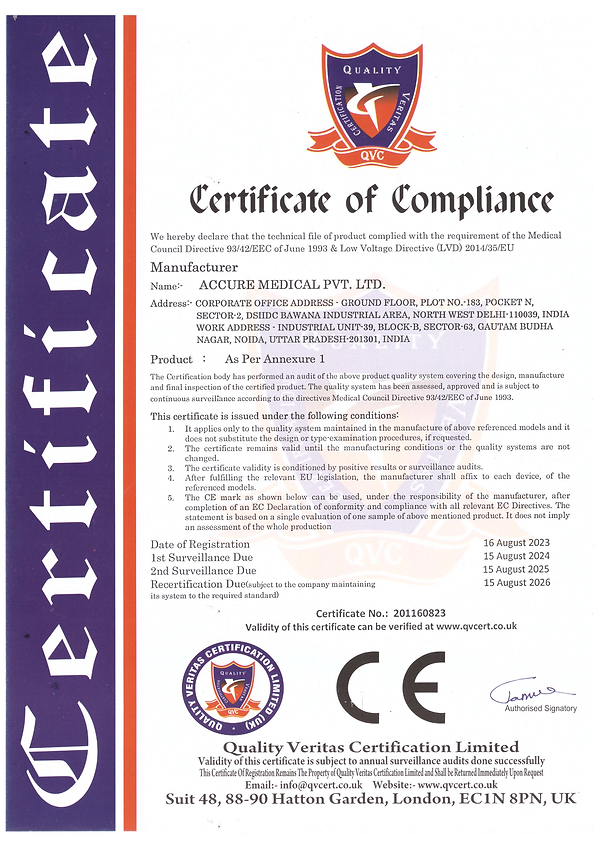 Certificate
QUALITY
CERTIFICATION
VERITAS
QVC
Certificate of Compliance
We hereby declare that the technical file of product complied with the requirement of the Medical
Council Directive 93/42/EEC of June 1993 & Low Voltage Directive (LVD) 2014/35/EU
Manufacturer
Name:- ACCURE MEDICAL PVT. LTD.
Address:- CORPORATE OFFICE ADDRESS - GROUND FLOOR, PLOT NO.-183, POCKET N,
SECTOR-2, DSIIDC BAWANA INDUSTRIAL AREA, NORTH WEST DELHI-110039, INDIA
WORK ADDRESS - INDUSTRIAL UNIT-39, BLOCK-B, SECTOR-63, GAUTAM BUDHA
NAGAR, NOIDA, UTTAR PRADESH-201301, INDIA
Product : As Per Annexure 1
The Certification body has performed an audit of the above product quality system covering the design, manufacture
and final inspection of the certified product. The quality system has been assessed, approved and is subject to
continuous surveillance according to the directives Medical Council Directive 93/42/EEC of June 1993.
This certificate is issued under the following conditions:
1. It applies only to the quality system maintained in the manufacture of above referenced models and it
does not substitute the design or type-examination procedures, if requested.
2. The certificate remains valid until the manufacturing conditions or the quality systems are not
changed.
3. The certificate validity is conditioned by positive results or surveillance audits.
4. After fulfilling the relevant EU legislation, the manufacturer shall affix to each device, of the
referenced models.
5. The CE mark as shown below can be used, under the responsibility of the manufacturer, after
completion of an EC Declaration of conformity and compliance with all relevant EC Directives. The
statement is based on a single evaluation of one sample of above mentioned product. It does not imply
an assessment of the whole production
Date of Registration 16 August 2023
1st Surveillance Due 15 August 2024
2nd Surveillance Due 15 August 2025
Recertification Due(subject to the company maintaining 15 August 2026
its system to the required standard)
Certificate No.: 201160823
Validity of this certificate can be verified at www.qvcert.co.uk
QUALITY VERITAS CERTIFICATION LIMITED (UK)
QUALITY
QVC
CE
Authorised Signatory
Quality Veritas Certification Limited
Validity of this certificate is subject to annual surveillance audits done successfully
This Certificate Of Registration Remains The Property of Quality Veritas Certification Limited and Shall be Returned Immediately Upon Request
Email:- info@qvcert.co.uk Website:- www.qvcert.co.uk
Suit 48, 88-90 Hatton Garden, London, EC1N 8PN, UK